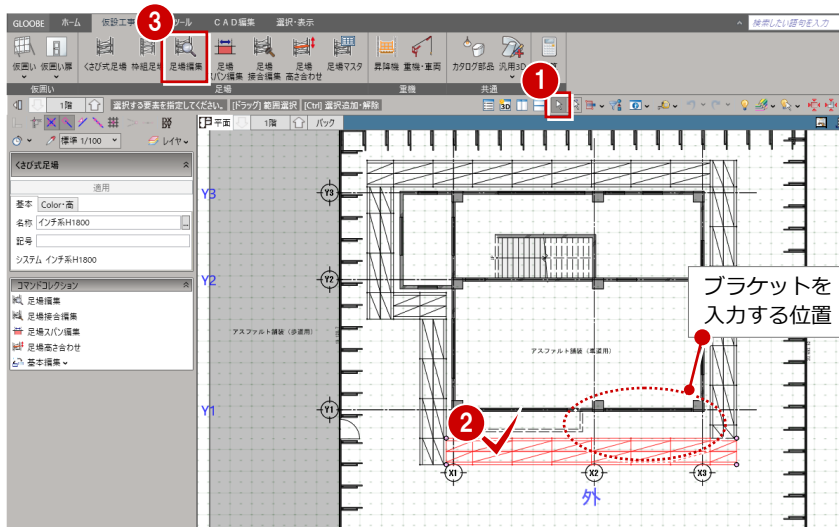 GLOOBE ホーム 仮設工事 ツール CAD編集 選択・表示 検索したい語句を入力
3
仮囲い 仮囲い扉 くさび式足場 枠組足場 足場編集 足場スパン編集 足場接合編集 足場高さ合わせ 足場マスタ 昇降機 重機・車両 カタログ部品 汎用3D
仮囲い 足場 重機 共通
1
1階 選択する要素を指定してください。 [ドラッグ] 範囲選択 [Ctrl] 選択追加・解除 3D
平面 1階 バック
標準 1/100 レイヤ
くさび式足場
適用
基本 Color・高
名称 インチ系H1800
記号
システム インチ系H1800
コマンドコレクション
足場編集
足場接合編集
足場スパン編集
足場高さ合わせ
基本編集
Y3 Y3
Y2 Y2
ブラケットを
入力する位置
アスファルト舗装（歩道用）
アスファルト舗装（車道用）
Y1 Y1
2
X1 X2 X3
外